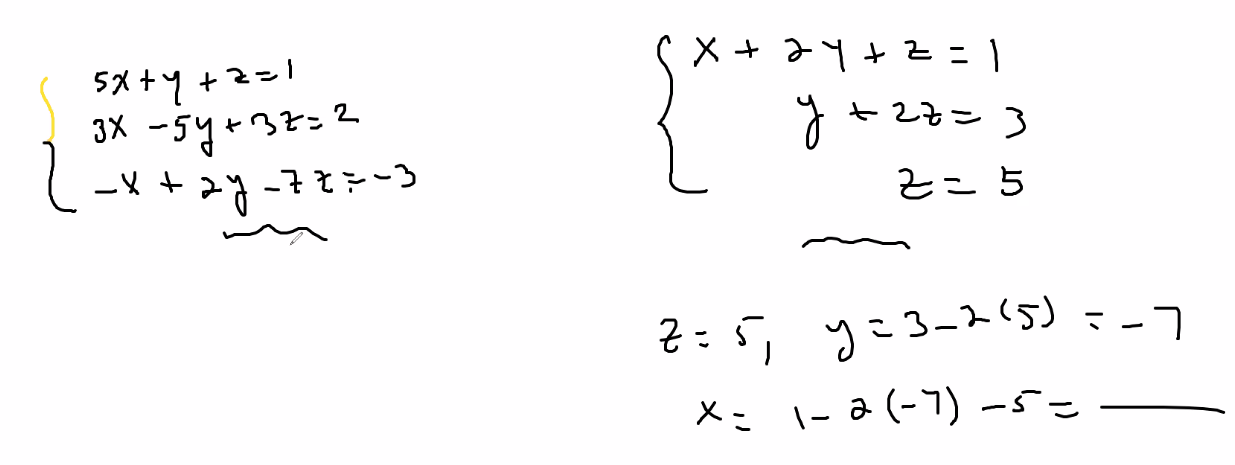 5x + y + z = 1
3x - 5y + 3z = 2
-x + 2y - 7z = -3
x + 2y + z = 1
y + 2z = 3
z = 5
z = 5, y = 3 - 2(5) = -7
x = 1 - 2(-7) - 5 = ____